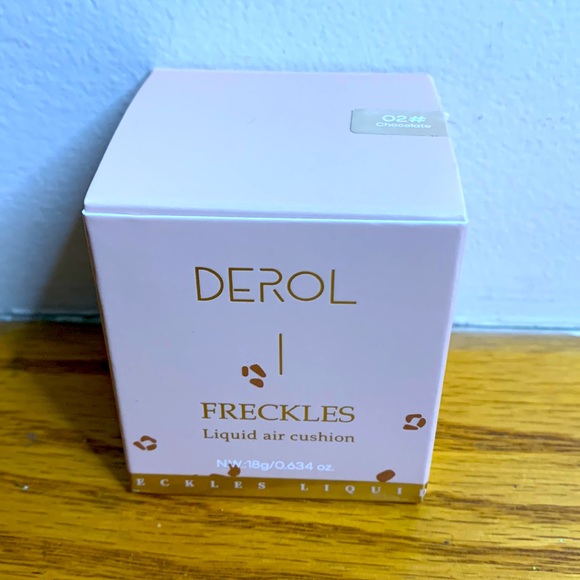 02#
Chocolate
DEROL
FRECKLES
Liquid air cushion
N.W:18g/0.634 oz.
ECKLES LIQUI